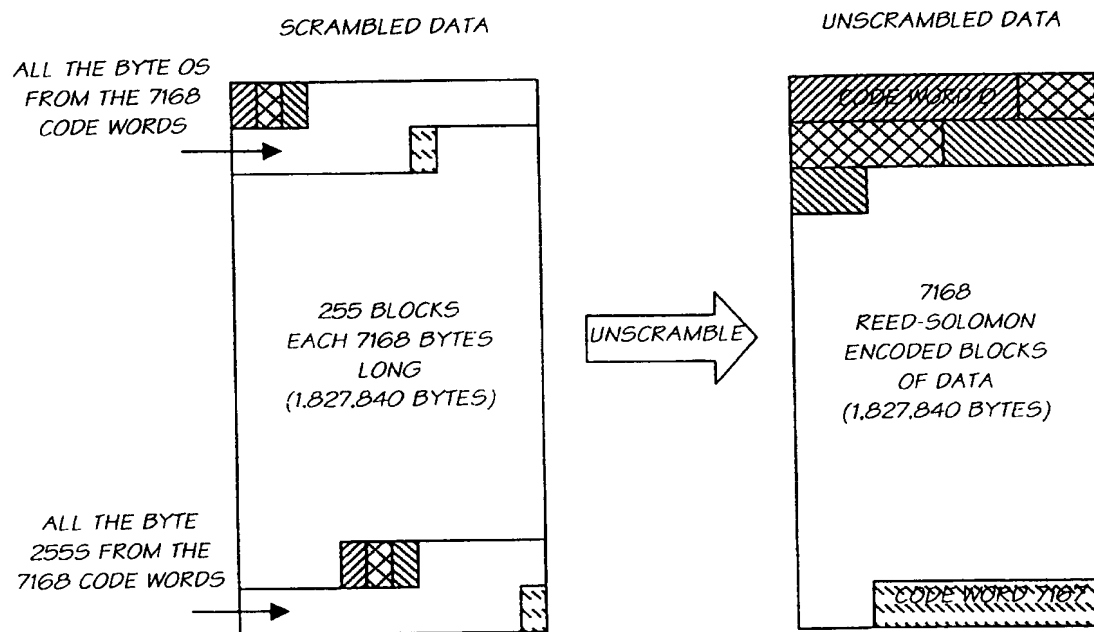 SCRAMBLED DATA
UNSCRAMBLED DATA
ALL THE BYTE 0S
FROM THE 7168
CODE WORDS
CODE WORD 0
255 BLOCKS
EACH 7168 BYTES
LONG
(1,827,840 BYTES)
UNSCRAMBLE
7168
REED-SOLOMON
ENCODED BLOCKS
OF DATA
(1,827,840 BYTES)
ALL THE BYTE
255S FROM THE
7168 CODE WORDS
CODE WORD 7167